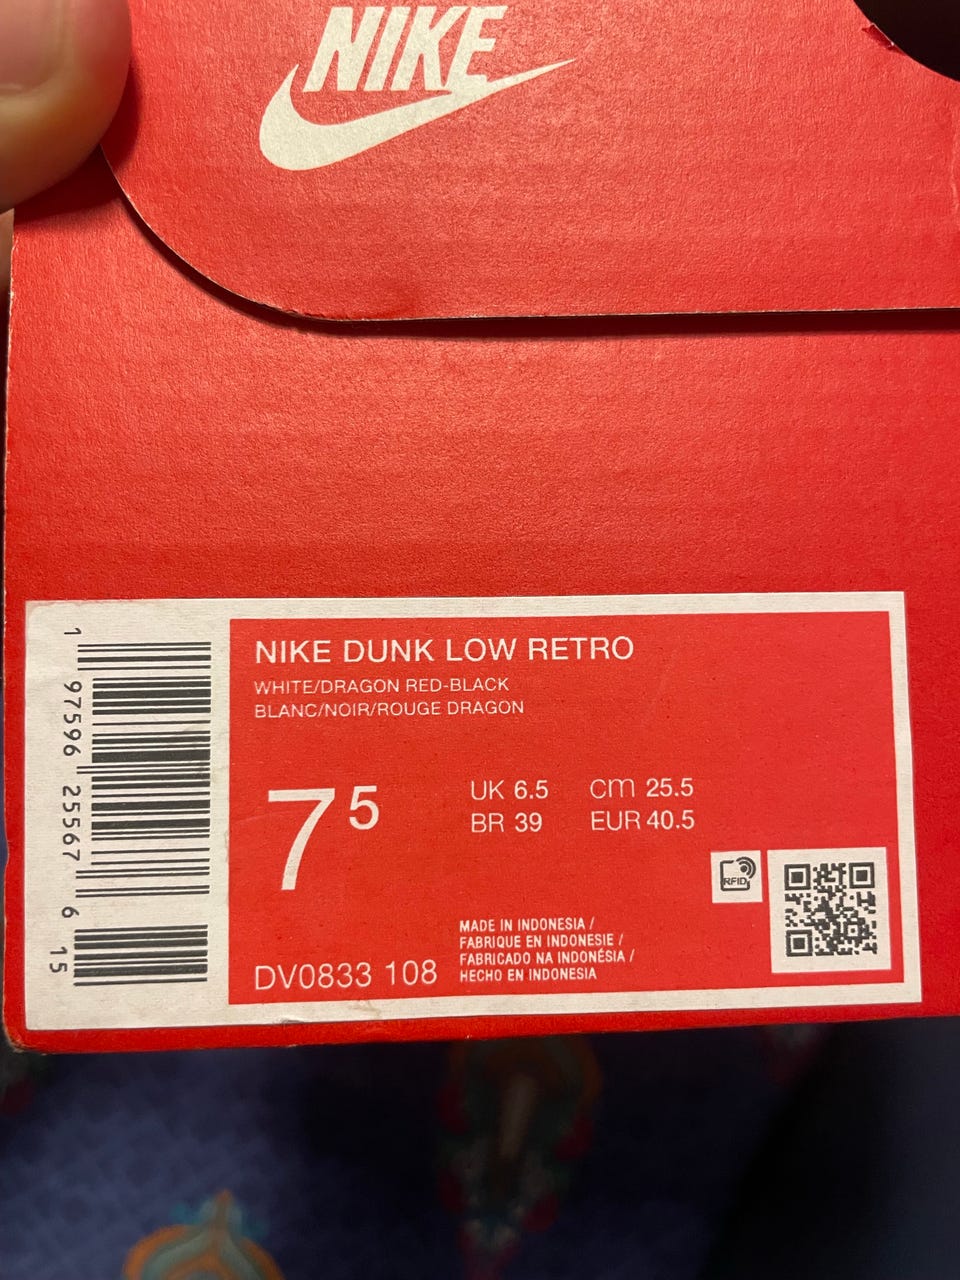 NIKE
NIKE DUNK LOW RETRO
WHITE/DRAGON RED-BLACK
BLANC/NOIR/ROUGE DRAGON
7 5
UK 6.5 cm 25.5
BR 39 EUR 40.5
RFID
MADE IN INDONESIA /
FABRIQUE EN INDONESIE /
FABRICADO NA INDONÉSIA /
HECHO EN INDONESIA
DV0833 108
1 97596 25567 6 15